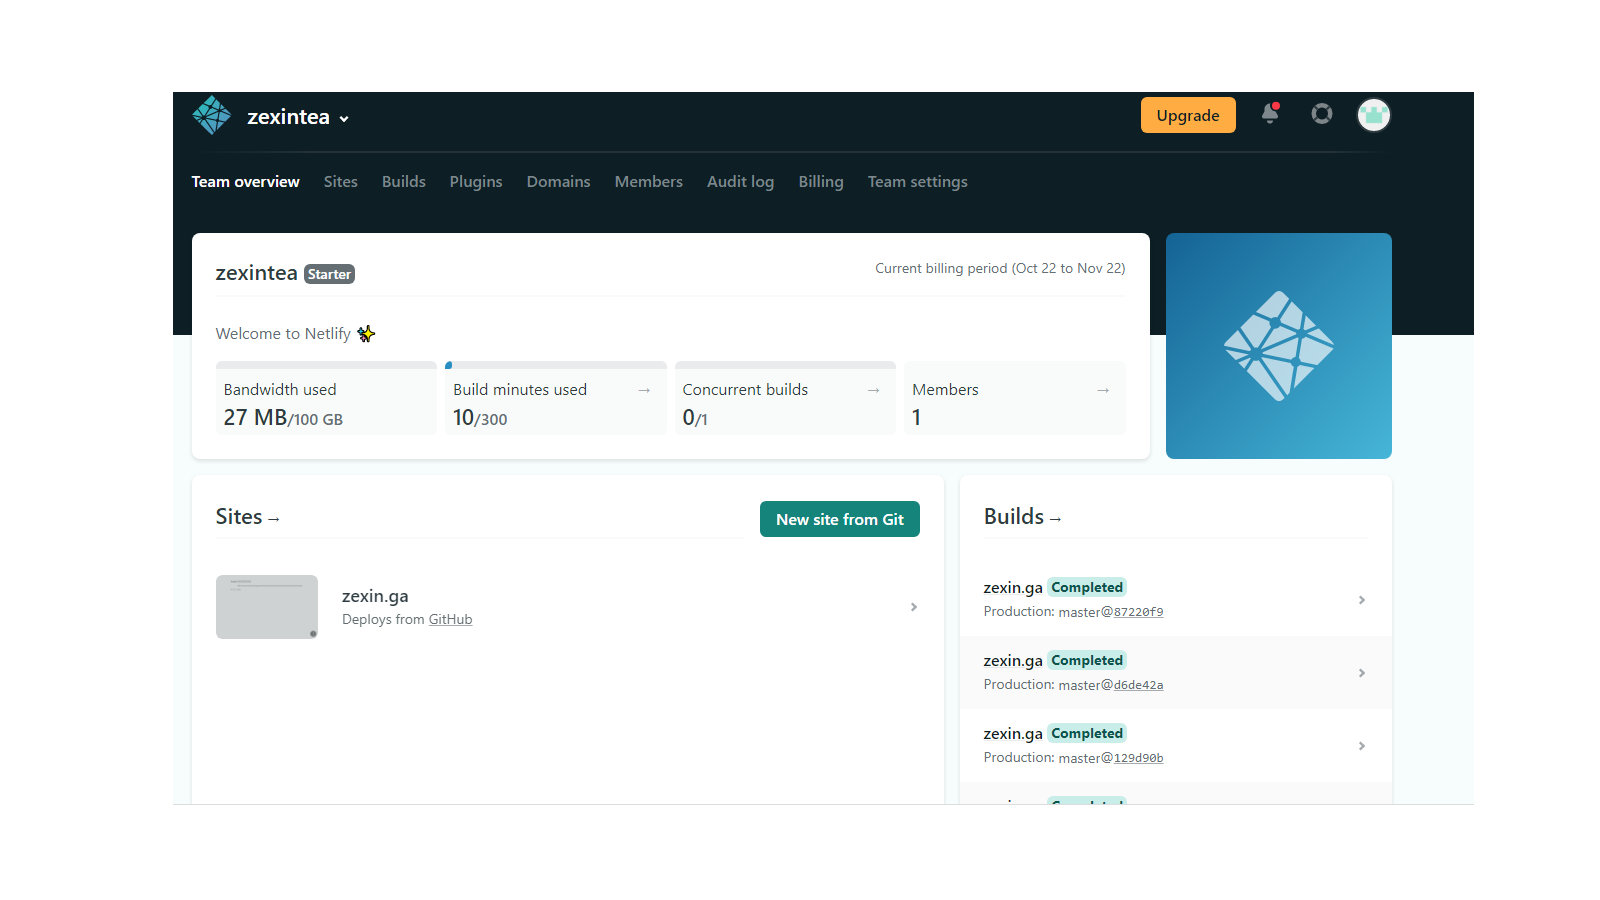 zexintea
Upgrade
Team overview Sites Builds Plugins Domains Members Audit log Billing Team settings
zexintea Starter
Current billing period (Oct 22 to Nov 22)
Welcome to Netlify
Bandwidth used
27 MB/100 GB
Build minutes used →
10/300
Concurrent builds →
0/1
Members →
1
Sites →
New site from Git
zexin.ga
Deploys from GitHub
Builds →
zexin.ga Completed
Production: master@87220f9
zexin.ga Completed
Production: master@d6de42a
zexin.ga Completed
Production: master@129d90b